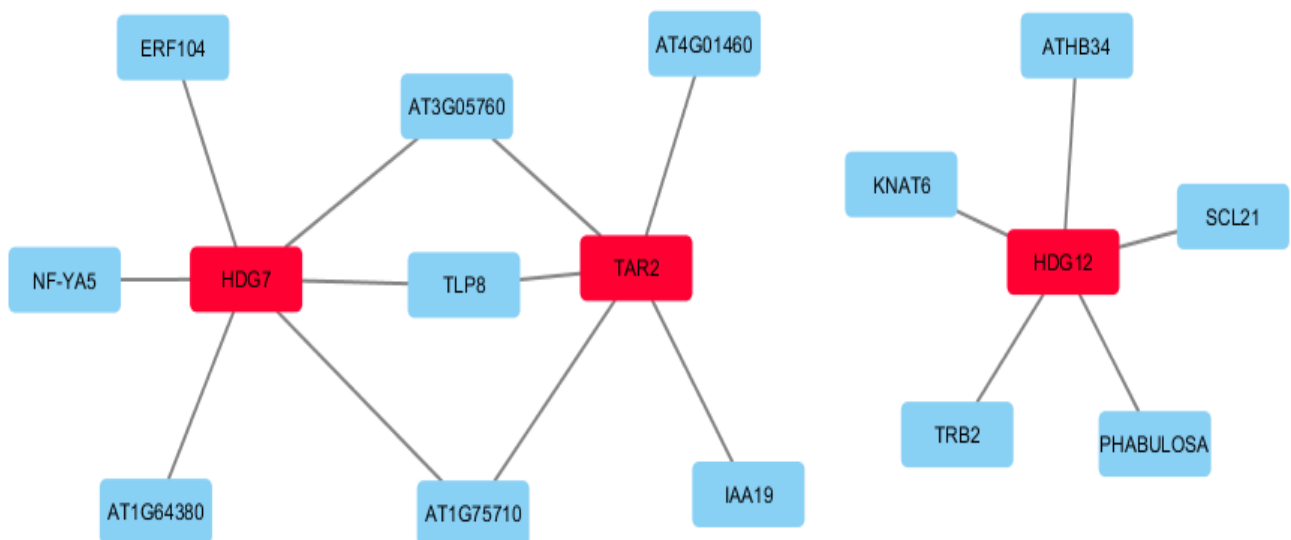 ERF104
AT4G01460
ATHB34
AT3G05760
KNAT6
SCL21
NF-YA5
HDG7
TLP8
TAR2
HDG12
TRB2
PHABULOSA
AT1G64380
AT1G75710
IAA19